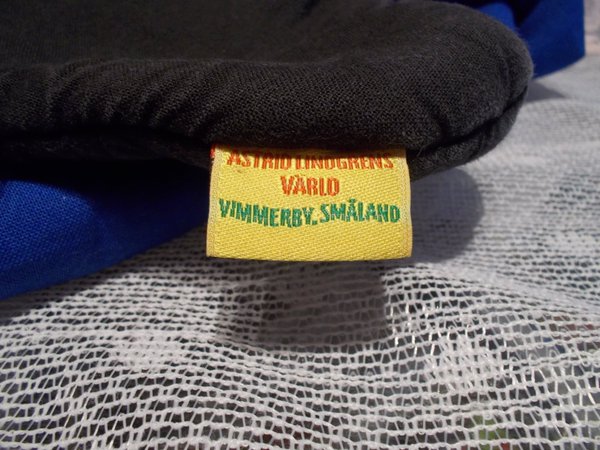 ASTRID LINDGRENS
VÄRLD
VIMMERBY. SMÅLAND